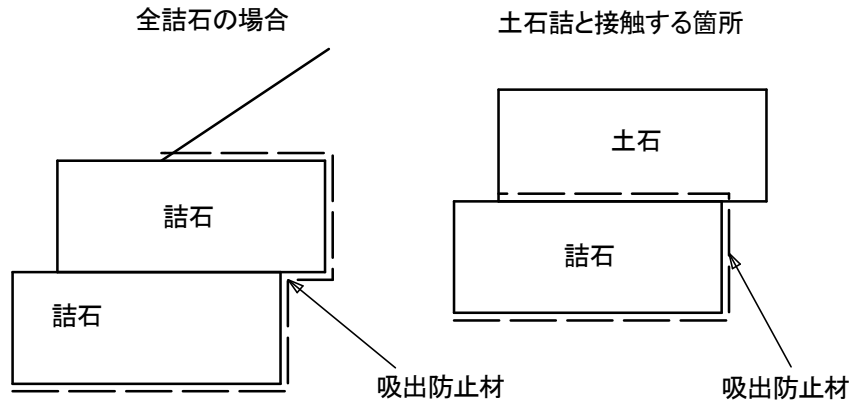 全詰石の場合
土石詰と接触する箇所
土石
詰石
詰石
詰石
吸出防止材
吸出防止材